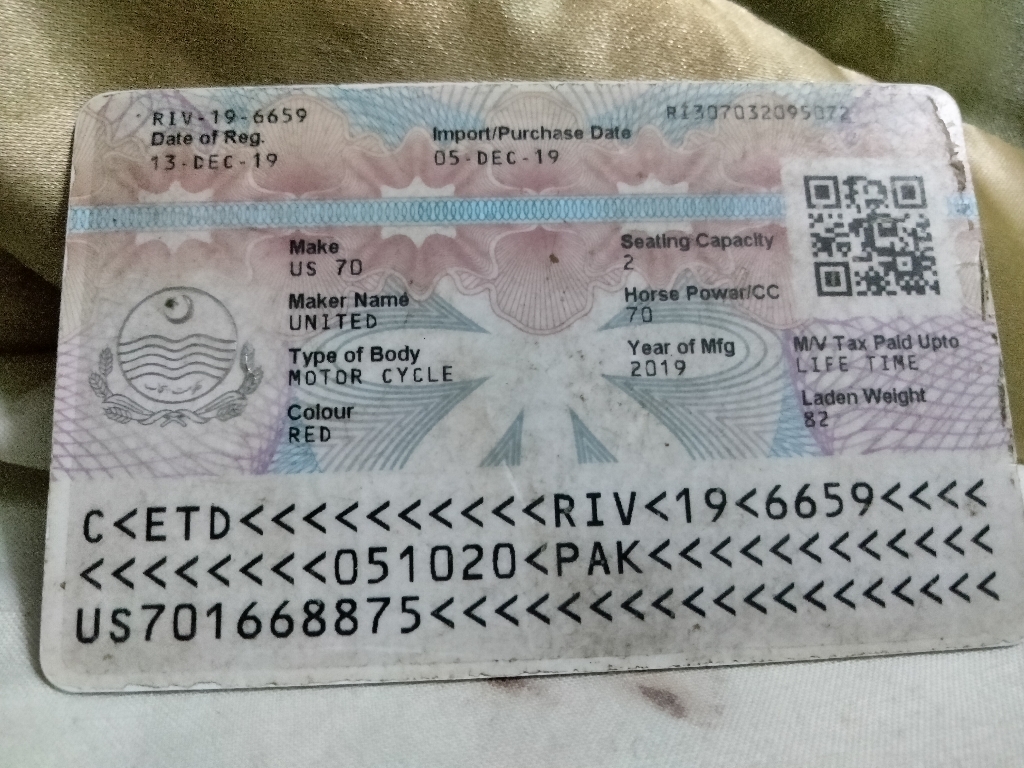 RIV-19-6659
RI307032095072
Date of Reg.
Import/Purchase Date
13-DEC-19
05-DEC-19
Make
Seating Capacity
US 70
2
Maker Name
Horse Power/CC
UNITED
70
Type of Body
Year of Mfg
M/V Tax Paid Upto
MOTOR CYCLE
2019
LIFE TIME
Colour
Laden Weight
RED
82
C<ETD<<<<<<<<<<RIV<19<6659<<<<
<<<<<<<<051020<PAK<<<<<<<<<<<<
US701668875<<<<<<<<<<<<<<<<<<<